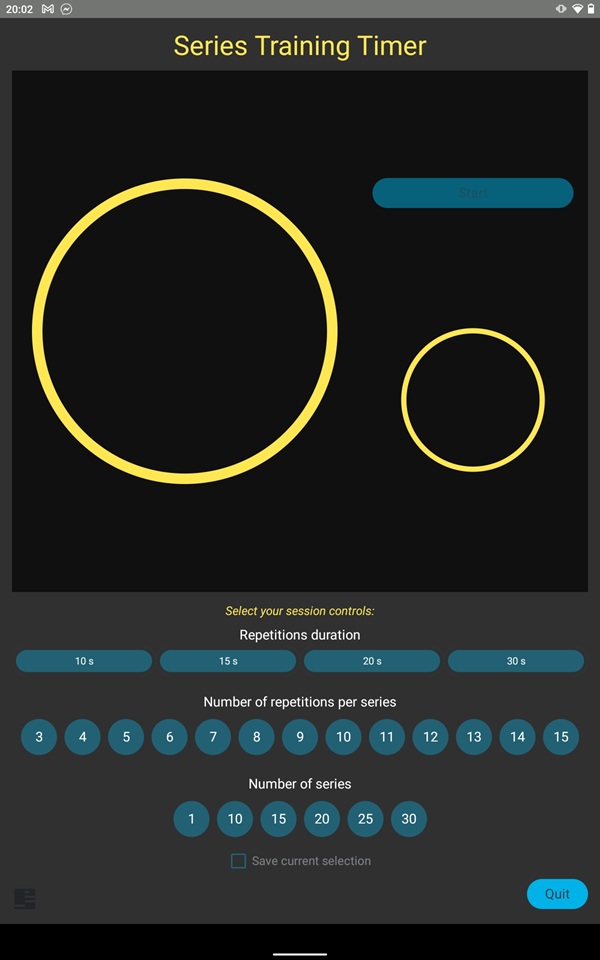 20:02
Series Training Timer
Start
Select your session controls:
Repetitions duration
10 s 15 s 20 s 30 s
Number of repetitions per series
3 4 5 6 7 8 9 10 11 12 13 14 15
Number of series
1 10 15 20 25 30
Save current selection
Quit